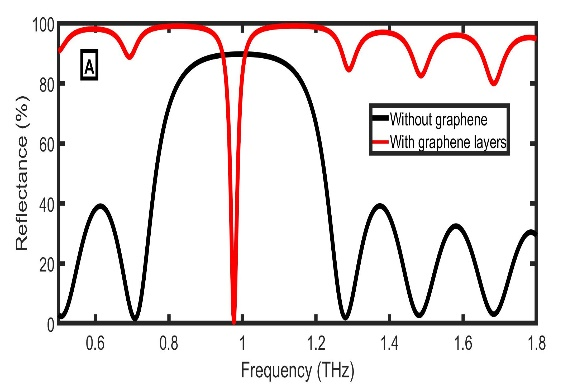 100
80
60
40
20
0
Reflectance (%)
A
Without graphene
With graphene layers
0.6 0.8 1 1.2 1.4 1.6 1.8
Frequency (THz)